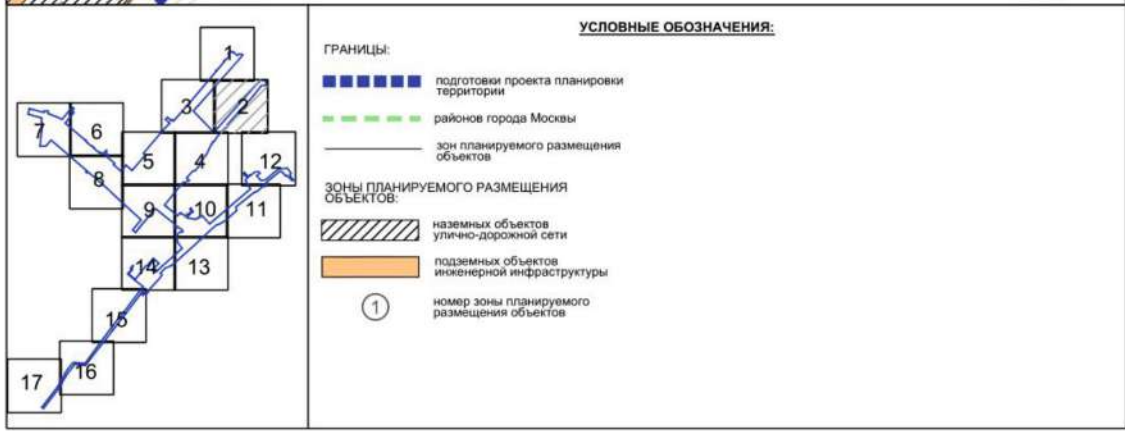 1
3
2
7
6
5
4
12
8
9
10
11
14
13
15
16
17
УСЛОВНЫЕ ОБОЗНАЧЕНИЯ:
ГРАНИЦЫ:
подготовки проекта планировки
территории
районов города Москвы
зон планируемого размещения
объектов
ЗОНЫ ПЛАНИРУЕМОГО РАЗМЕЩЕНИЯ
ОБЪЕКТОВ:
наземных объектов
улично-дорожной сети
подземных объектов
инженерной инфраструктуры
1
номер зоны планируемого
размещения объектов